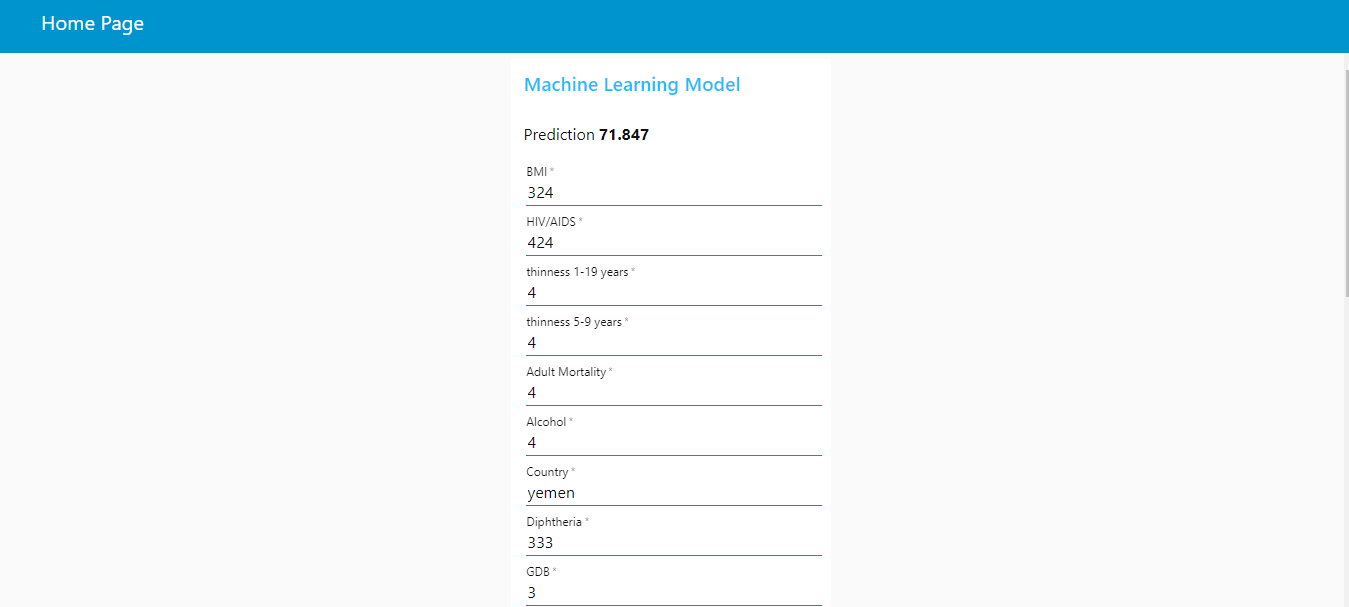 Home Page
Machine Learning Model
Prediction 71.847
BMI *
324
HIV/AIDS *
424
thinness 1-19 years *
4
thinness 5-9 years *
4
Adult Mortality *
4
Alcohol *
4
Country *
yemen
Diphtheria *
333
GDB *
3